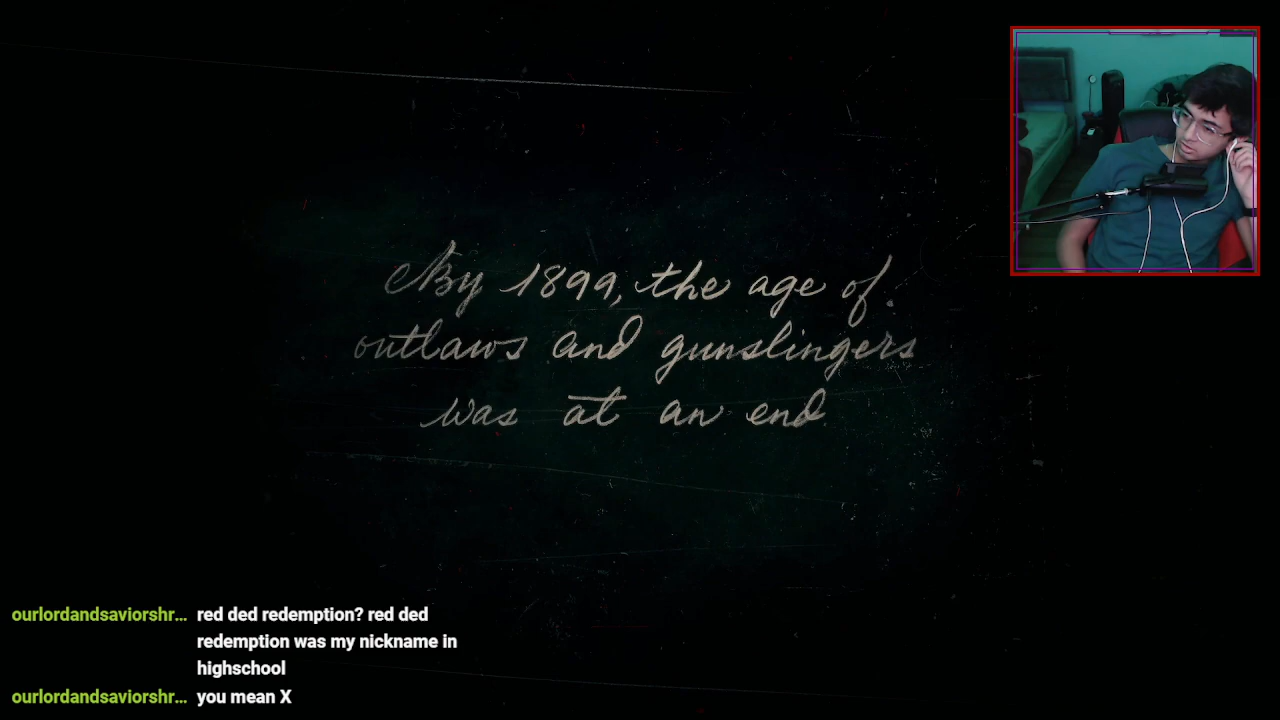 By 1899, the age of
outlaws and gunslingers
was at an end
ourlordandsaviorshr... red ded redemption? red ded
redemption was my nickname in
highschool
ourlordandsaviorshr... you mean X